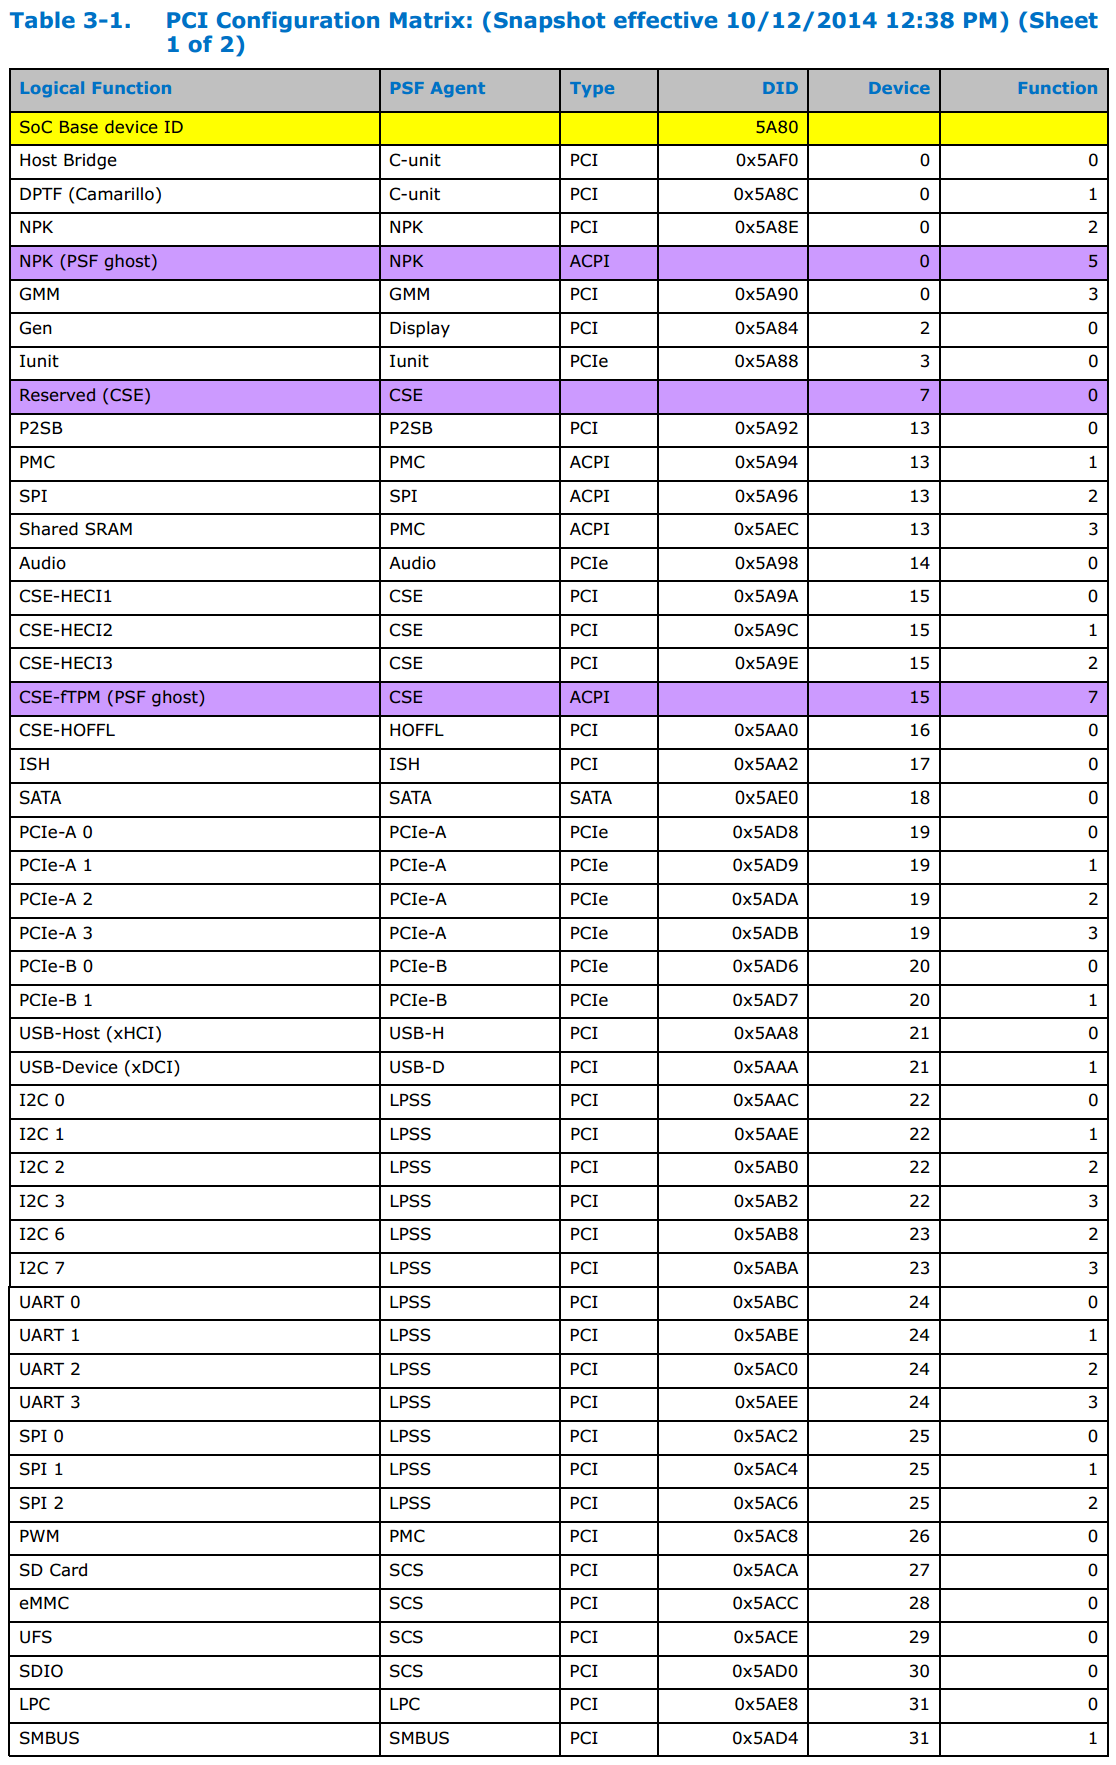 Table 3-1. PCI Configuration Matrix: (Snapshot effective 10/12/2014 12:38 PM) (Sheet
1 of 2)
Logical Function PSF Agent Type DID Device Function
SoC Base device ID 5A80
Host Bridge C-unit PCI 0x5AF0 0 0
DPTF (Camarillo) C-unit PCI 0x5A8C 0 1
NPK NPK PCI 0x5A8E 0 2
NPK (PSF ghost) NPK ACPI 0 5
GMM GMM PCI 0x5A90 0 3
Gen Display PCI 0x5A84 2 0
Iunit Iunit PCIe 0x5A88 3 0
Reserved (CSE) CSE 7 0
P2SB P2SB PCI 0x5A92 13 0
PMC PMC ACPI 0x5A94 13 1
SPI SPI ACPI 0x5A96 13 2
Shared SRAM PMC ACPI 0x5AEC 13 3
Audio Audio PCIe 0x5A98 14 0
CSE-HECI1 CSE PCI 0x5A9A 15 0
CSE-HECI2 CSE PCI 0x5A9C 15 1
CSE-HECI3 CSE PCI 0x5A9E 15 2
CSE-fTPM (PSF ghost) CSE ACPI 15 7
CSE-HOFFL HOFFL PCI 0x5AA0 16 0
ISH ISH PCI 0x5AA2 17 0
SATA SATA SATA 0x5AE0 18 0
PCIe-A 0 PCIe-A PCIe 0x5AD8 19 0
PCIe-A 1 PCIe-A PCIe 0x5AD9 19 1
PCIe-A 2 PCIe-A PCIe 0x5ADA 19 2
PCIe-A 3 PCIe-A PCIe 0x5ADB 19 3
PCIe-B 0 PCIe-B PCIe 0x5AD6 20 0
PCIe-B 1 PCIe-B PCIe 0x5AD7 20 1
USB-Host (xHCI) USB-H PCI 0x5AA8 21 0
USB-Device (xDCI) USB-D PCI 0x5AAA 21 1
I2C 0 LPSS PCI 0x5AAC 22 0
I2C 1 LPSS PCI 0x5AAE 22 1
I2C 2 LPSS PCI 0x5AB0 22 2
I2C 3 LPSS PCI 0x5AB2 22 3
I2C 6 LPSS PCI 0x5AB8 23 2
I2C 7 LPSS PCI 0x5ABA 23 3
UART 0 LPSS PCI 0x5ABC 24 0
UART 1 LPSS PCI 0x5ABE 24 1
UART 2 LPSS PCI 0x5AC0 24 2
UART 3 LPSS PCI 0x5AEE 24 3
SPI 0 LPSS PCI 0x5AC2 25 0
SPI 1 LPSS PCI 0x5AC4 25 1
SPI 2 LPSS PCI 0x5AC6 25 2
PWM PMC PCI 0x5AC8 26 0
SD Card SCS PCI 0x5ACA 27 0
eMMC SCS PCI 0x5ACC 28 0
UFS SCS PCI 0x5ACE 29 0
SDIO SCS PCI 0x5AD0 30 0
LPC LPC PCI 0x5AE8 31 0
SMBUS SMBUS PCI 0x5AD4 31 1